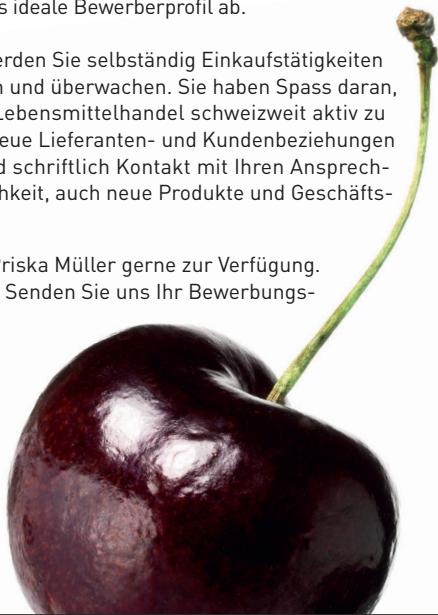 s ideale Bewerberprofil ab.
rden Sie selbständig Einkaufstätigkeiten
n und überwachen. Sie haben Spass daran,
Lebensmittelhandel schweizweit aktiv zu
eue Lieferanten- und Kundenbeziehungen
d schriftlich Kontakt mit Ihren Ansprech-
hkeit, auch neue Produkte und Geschäfts-
Priska Müller gerne zur Verfügung.
Senden Sie uns Ihr Bewerbungs-